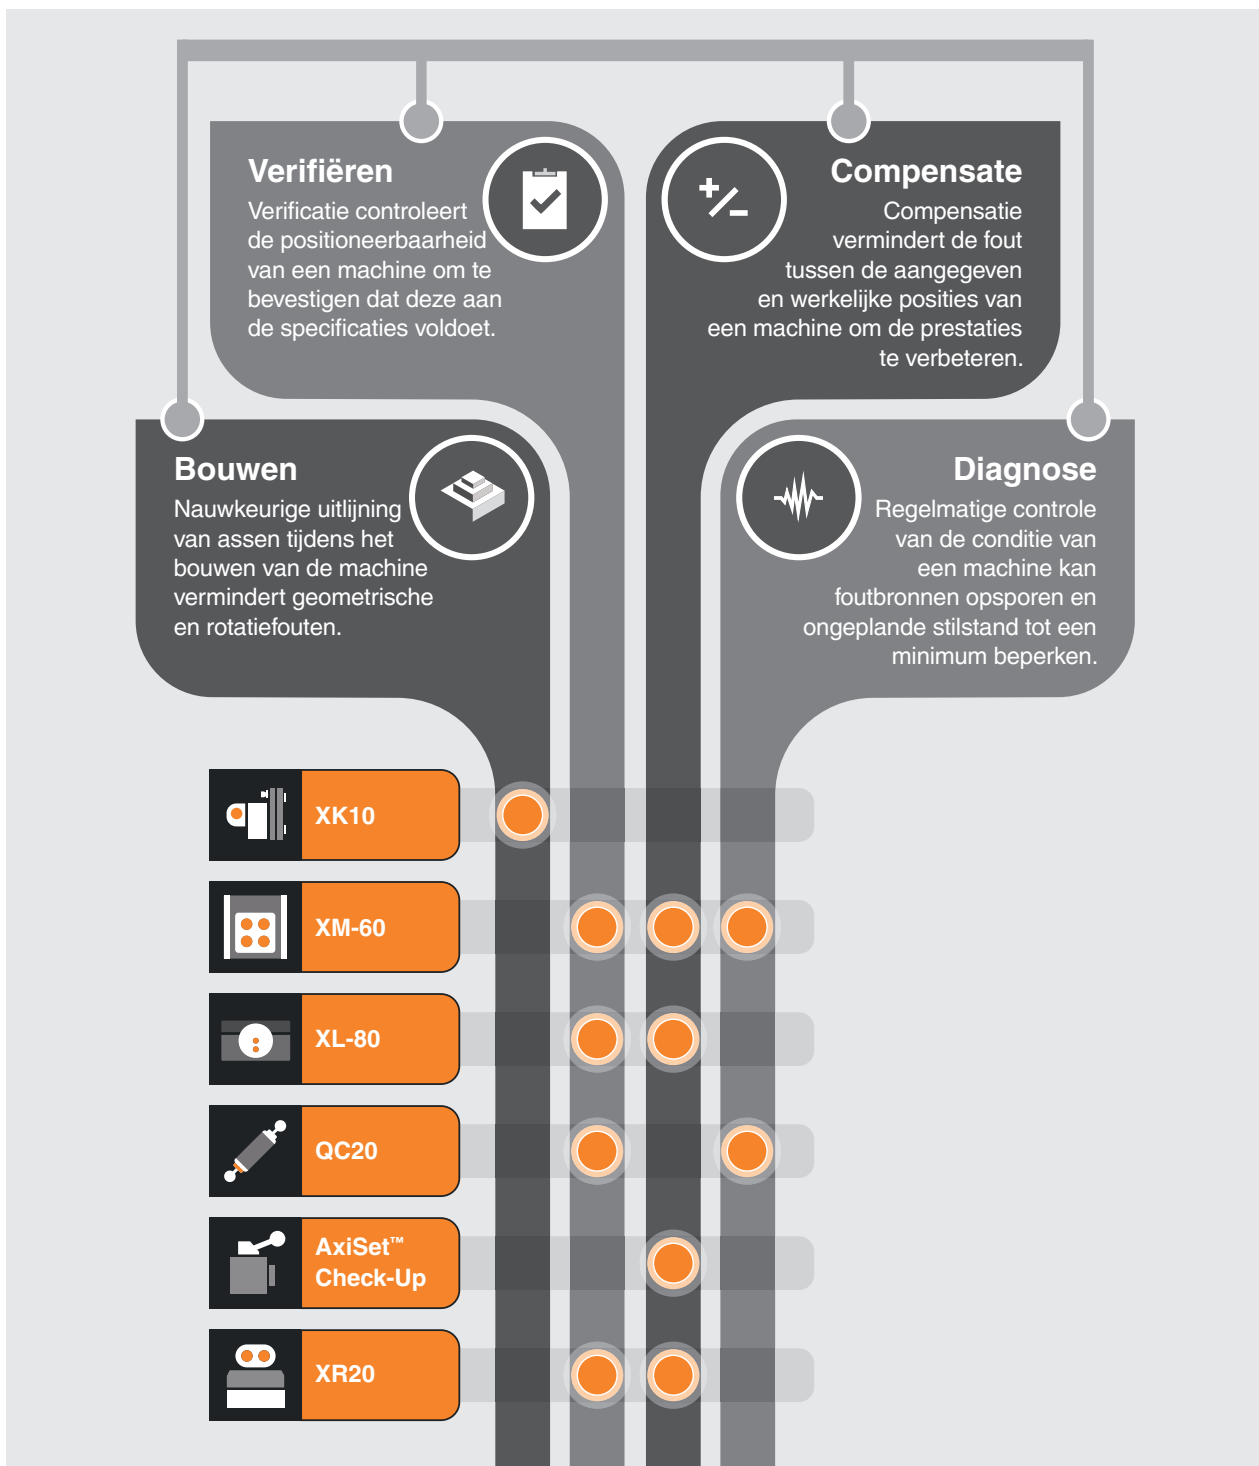 Verifiëren
Verificatie controleert
de positioneerbaarheid
van een machine om te
bevestigen dat deze aan
de specificaties voldoet.
Compensate
Compensatie
vermindert de fout
tussen de aangegeven
en werkelijke posities van
een machine om de prestaties
te verbeteren.
Bouwen
Nauwkeurige uitlijning
van assen tijdens het
bouwen van de machine
vermindert geometrische
en rotatiefouten.
Diagnose
Regelmatige controle
van de conditie van
een machine kan
foutbronnen opsporen en
ongeplande stilstand tot een
minimum beperken.
XK10
XM-60
XL-80
QC20
AxiSet™
Check-Up
XR20